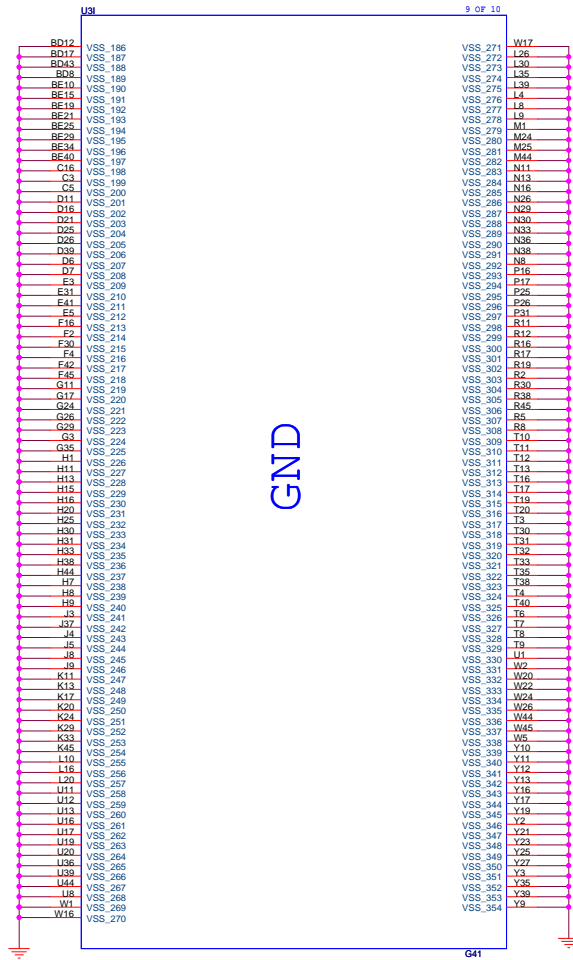 U3I
9 OF 10
BD12 VSS_186 VSS_271 W17
BD17 VSS_187 VSS_272 L26
BD43 VSS_188 VSS_273 L30
BD8 VSS_189 VSS_274 L35
BE10 VSS_190 VSS_275 L39
BE15 VSS_191 VSS_276 L4
BE19 VSS_192 VSS_277 L8
BE21 VSS_193 VSS_278 L9
BE25 VSS_194 VSS_279 M1
BE29 VSS_195 VSS_280 M24
BE34 VSS_196 VSS_281 M25
BE40 VSS_197 VSS_282 M44
C16 VSS_198 VSS_283 N11
C3 VSS_199 VSS_284 N13
C5 VSS_200 VSS_285 N16
D11 VSS_201 VSS_286 N26
D16 VSS_202 VSS_287 N29
D21 VSS_203 VSS_288 N30
D25 VSS_204 VSS_289 N33
D26 VSS_205 VSS_290 N36
D39 VSS_206 VSS_291 N38
D6 VSS_207 VSS_292 N8
D7 VSS_208 VSS_293 P16
E3 VSS_209 VSS_294 P17
E31 VSS_210 VSS_295 P25
E41 VSS_211 VSS_296 P26
E5 VSS_212 VSS_297 P31
F16 VSS_213 VSS_298 R11
F2 VSS_214 VSS_299 R12
F30 VSS_215 VSS_300 R16
F4 VSS_216 VSS_301 R17
F42 VSS_217 VSS_302 R19
F45 VSS_218 VSS_303 R2
G11 VSS_219 VSS_304 R30
G17 VSS_220 VSS_305 R38
G24 VSS_221 VSS_306 R45
G26 VSS_222 VSS_307 R5
G29 VSS_223 VSS_308 R8
G3 VSS_224 VSS_309 T10
G35 VSS_225 VSS_310 T11
H1 VSS_226 VSS_311 T12
H11 VSS_227 VSS_312 T13
H13 VSS_228 VSS_313 T16
H15 VSS_229 VSS_314 T17
H16 VSS_230 VSS_315 T19
H20 VSS_231 VSS_316 T20
H25 VSS_232 VSS_317 T3
H30 VSS_233 VSS_318 T30
H31 VSS_234 VSS_319 T31
H33 VSS_235 VSS_320 T32
H38 VSS_236 VSS_321 T33
H44 VSS_237 VSS_322 T35
H7 VSS_238 VSS_323 T38
H8 VSS_239 VSS_324 T4
H9 VSS_240 VSS_325 T40
J3 VSS_241 VSS_326 T6
J37 VSS_242 VSS_327 T7
J4 VSS_243 VSS_328 T8
J5 VSS_244 VSS_329 T9
J8 VSS_245 VSS_330 U1
J9 VSS_246 VSS_331 W2
K11 VSS_247 VSS_332 W20
K13 VSS_248 VSS_333 W22
K17 VSS_249 VSS_334 W24
K20 VSS_250 VSS_335 W26
K24 VSS_251 VSS_336 W44
K29 VSS_252 VSS_337 W45
K33 VSS_253 VSS_338 W5
K45 VSS_254 VSS_339 Y10
L10 VSS_255 VSS_340 Y11
L16 VSS_256 VSS_341 Y12
L20 VSS_257 VSS_342 Y13
U11 VSS_258 VSS_343 Y16
U12 VSS_259 VSS_344 Y17
U13 VSS_260 VSS_345 Y19
U16 VSS_261 VSS_346 Y2
U17 VSS_262 VSS_347 Y21
U19 VSS_263 VSS_348 Y23
U20 VSS_264 VSS_349 Y25
U36 VSS_265 VSS_350 Y27
U39 VSS_266 VSS_351 Y3
U44 VSS_267 VSS_352 Y35
U8 VSS_268 VSS_353 Y39
W1 VSS_269 VSS_354 Y9
W16 VSS_270
GND
G41